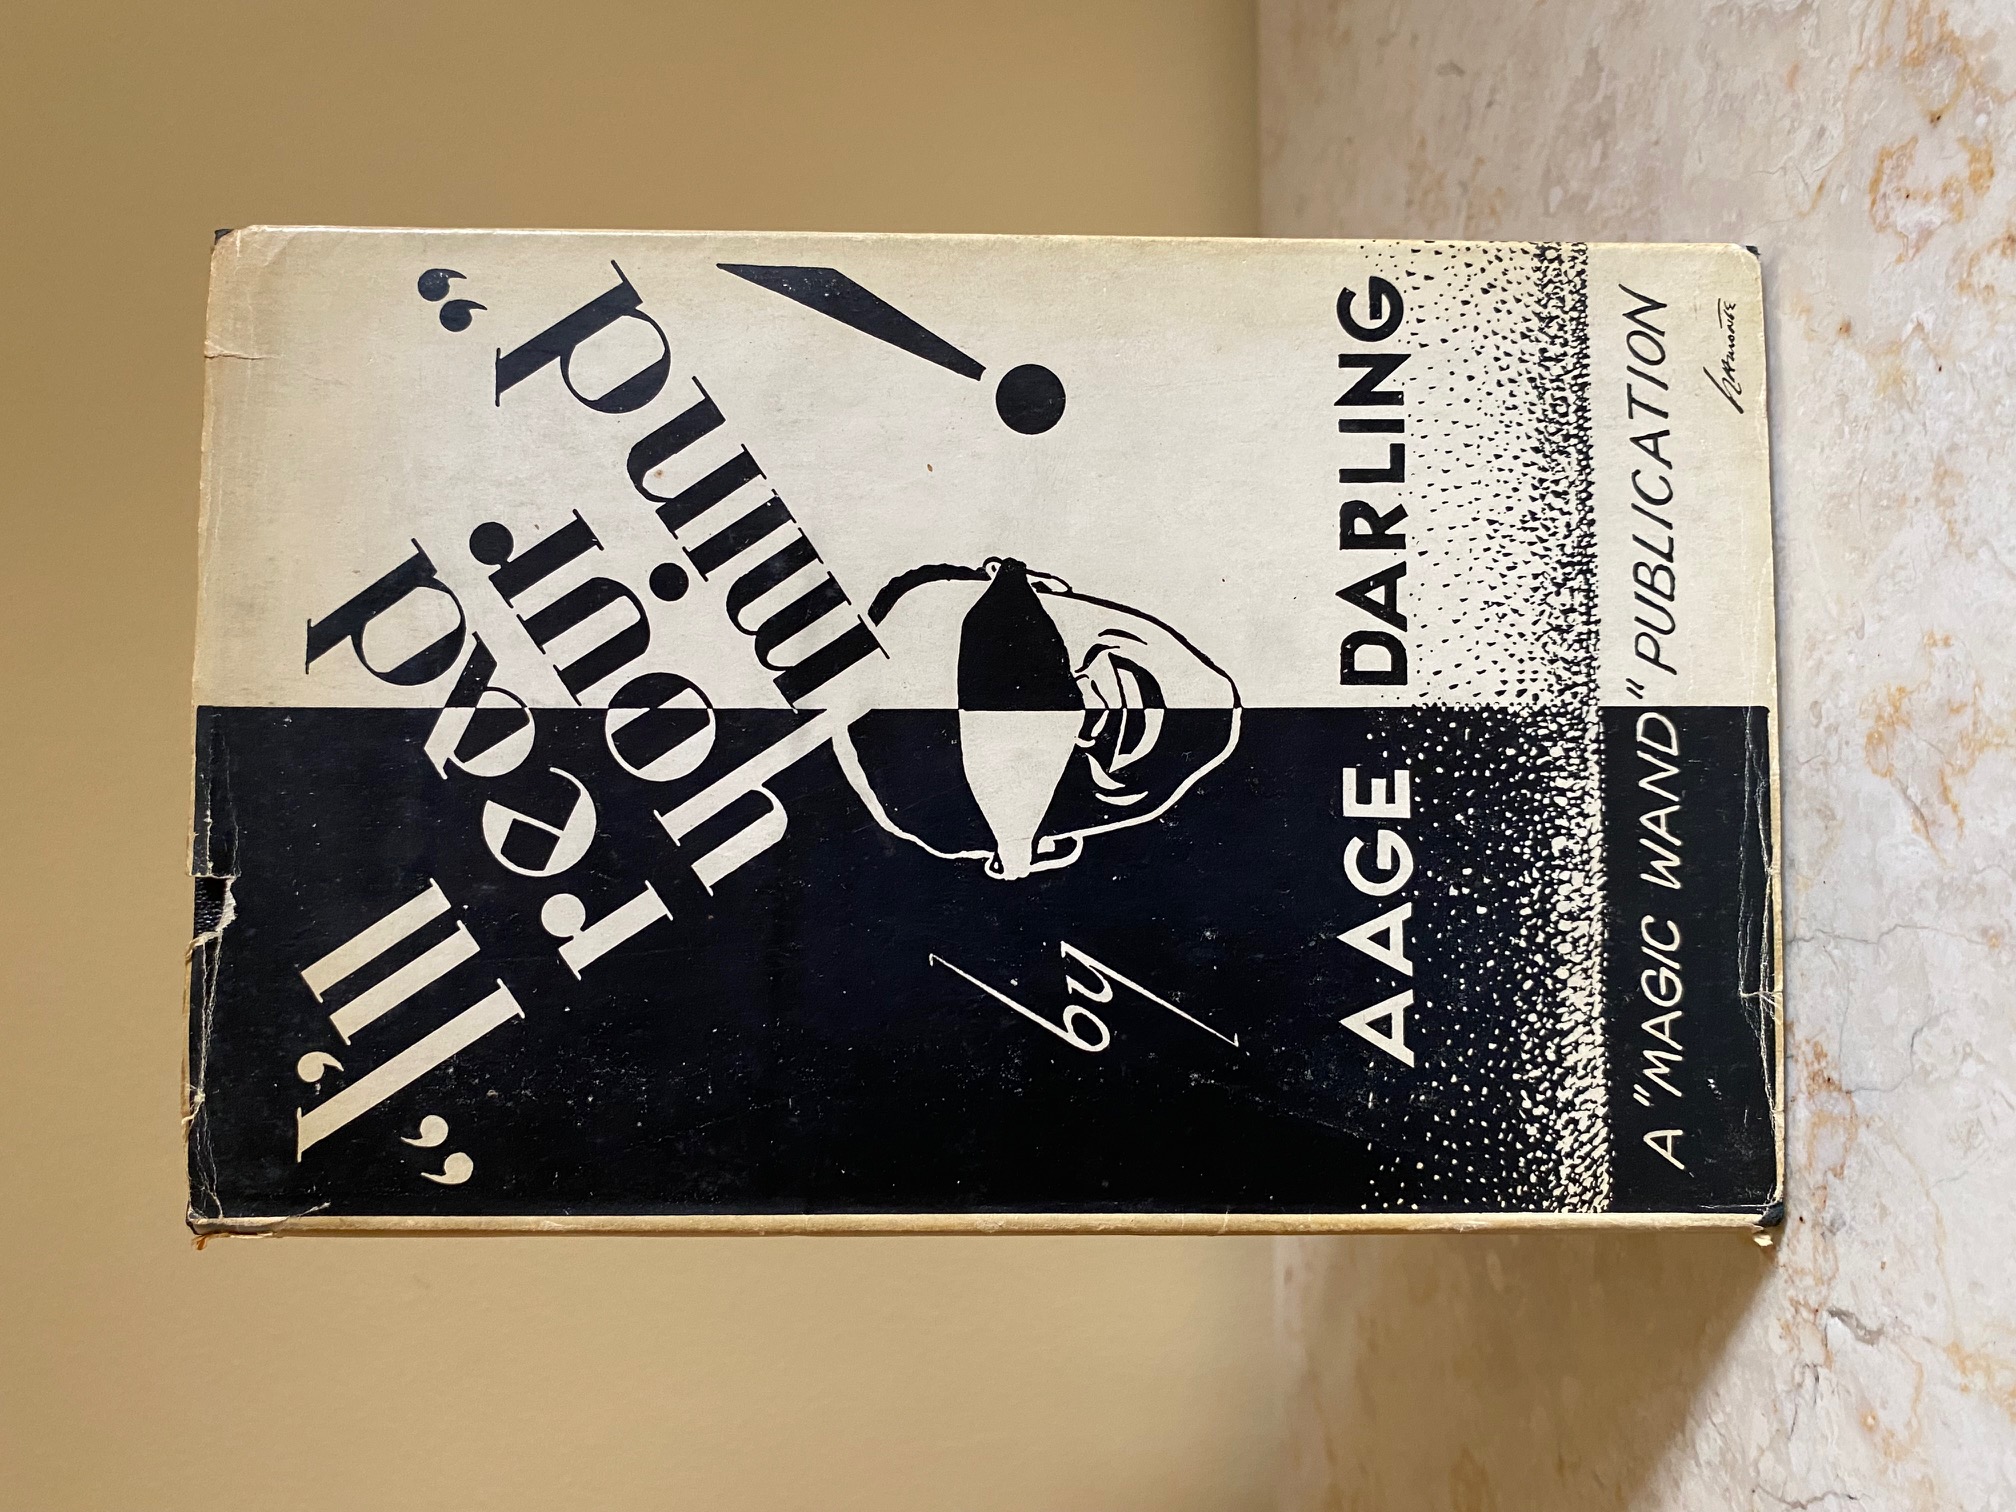 "I'll
read
your
mind"
!
by
AAGE DARLING
A "MAGIC WAND" PUBLICATION